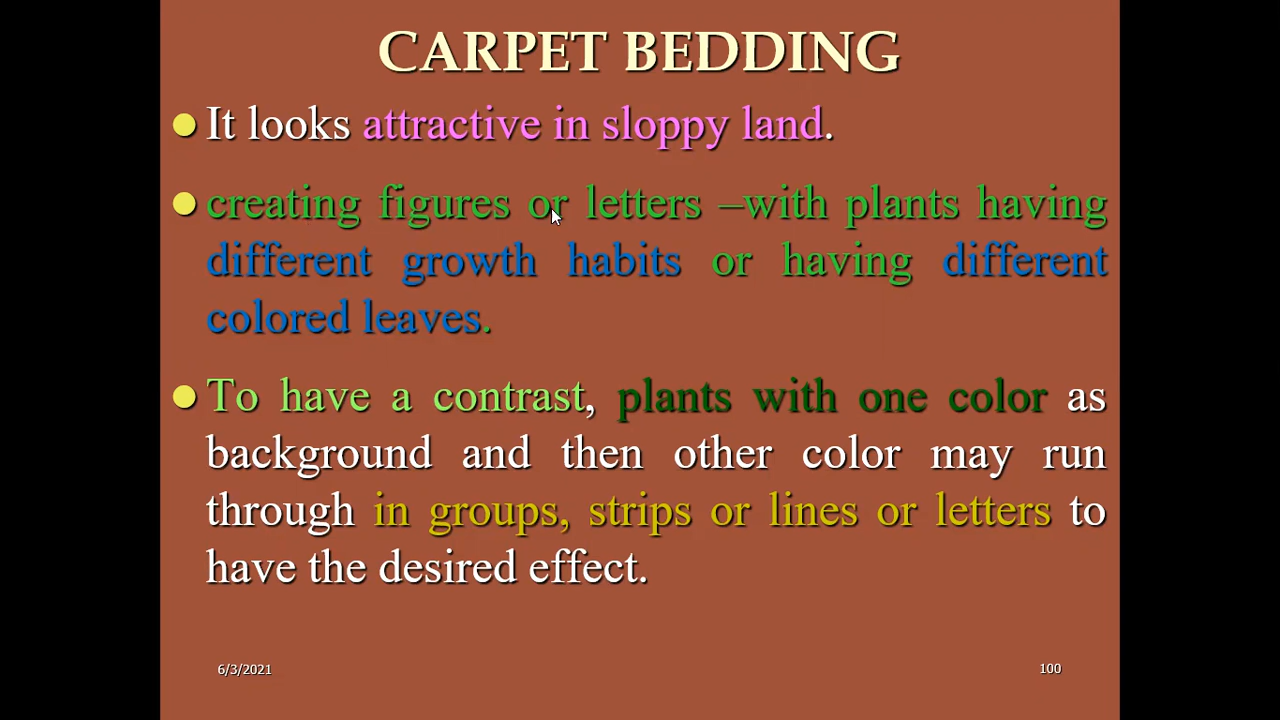 CARPET BEDDING
It looks attractive in sloppy land.
creating figures or letters –with plants having
different growth habits or having different
colored leaves.
To have a contrast, plants with one color as
background and then other color may run
through in groups, strips or lines or letters to
have the desired effect.
6/3/2021
100